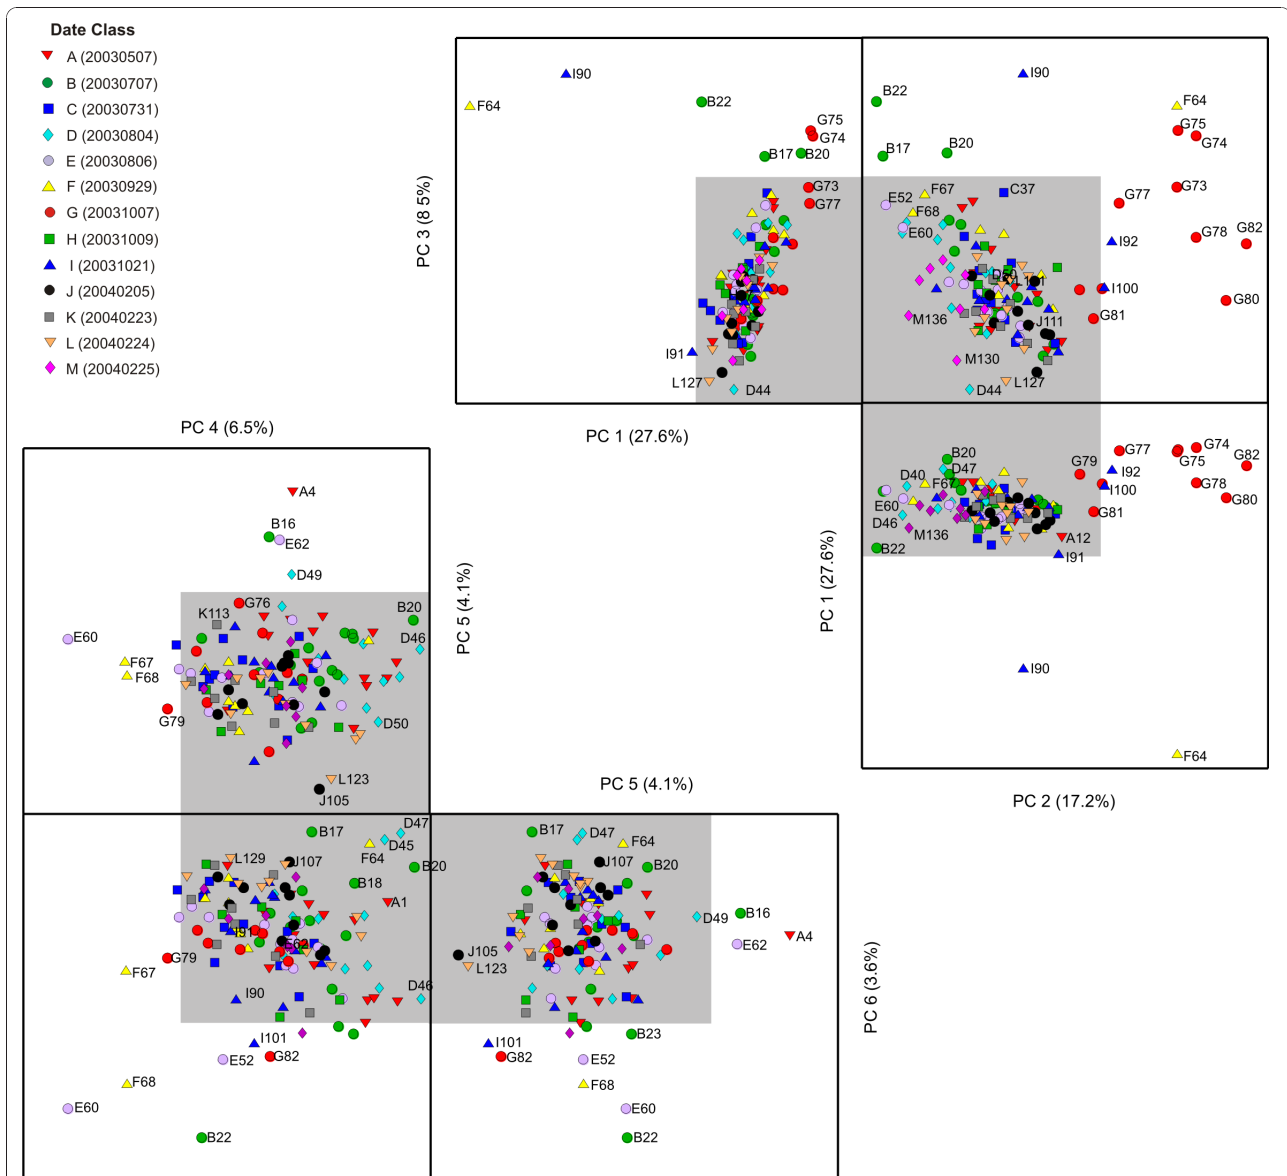 Date Class
A (20030507)
B (20030707)
C (20030731)
D (20030804)
E (20030806)
F (20030929)
G (20031007)
H (20031009)
I (20031021)
J (20040205)
K (20040223)
L (20040224)
M (20040225)
PC 3 (8 5%)
I90
F64
B22
G75
G74
B17
B20
G73
G77
I91
L127
D44
PC 1 (27.6%)
I90
B22
F64
G75
G74
B17
B20
E52
F67
C37
G73
F68
G77
E60
I92
G78
G82
I100
G80
M136
G81
J111
M130
D44
L127
PC 1 (27.6%)
B20
D47
G79
G77
G74
G75
G82
D40
F67
I92
I100
G78
G80
E60
G81
D46
M136
A12
B22
I91
I90
F64
PC 2 (17.2%)
PC 4 (6.5%)
PC 5 (4.1%)
A4
B16
E62
D49
G76
K113
B20
D46
E60
F67
F68
G79
D50
L123
J105
PC 5 (4.1%)
B17
D47
D45
F64
L129
J107
B20
B18
A1
I91
E62
G79
F67
I90
D46
I101
E52
G82
F68
E60
B22
B17
D47
F64
J107
B20
D49
B16
A4
E62
J105
L123
B23
I101
G82
E52
F68
E60
B22
PC 6 (3.6%)